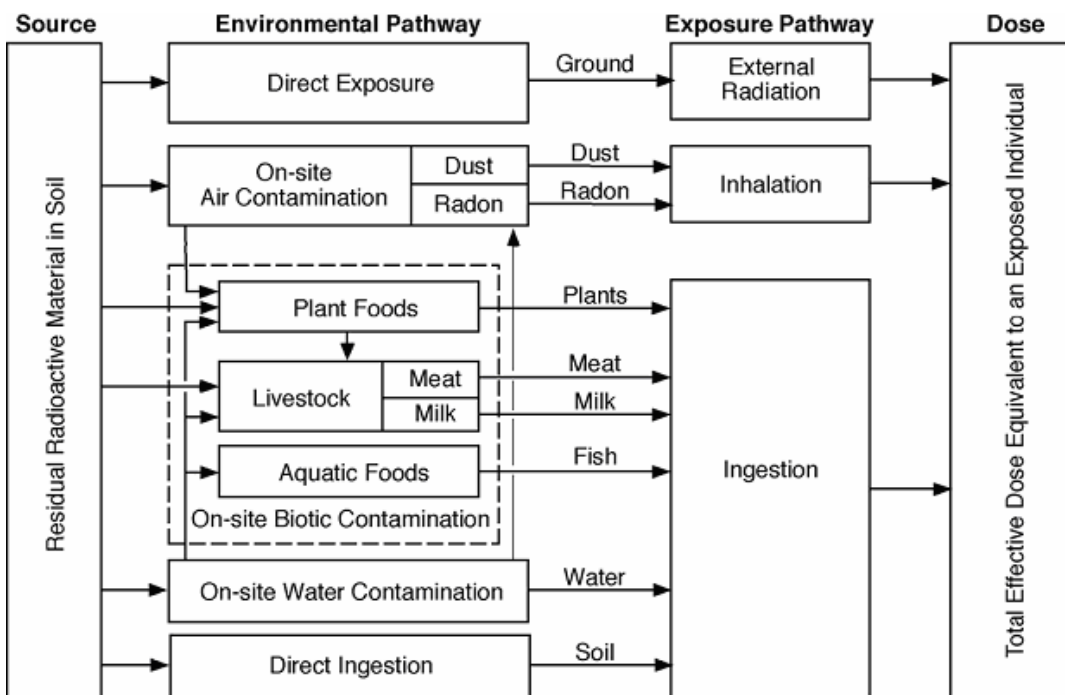 Source
Environmental Pathway
Exposure Pathway
Dose
Residual Radioactive Material in Soil
Direct Exposure
Ground
External
Radiation
On-site
Air Contamination
Dust
Radon
Dust
Radon
Inhalation
Plant Foods
Plants
Livestock
Meat
Milk
Meat
Milk
Aquatic Foods
Fish
On-site Biotic Contamination
Ingestion
On-site Water Contamination
Water
Direct Ingestion
Soil
Total Effective Dose Equivalent to an Exposed Individual